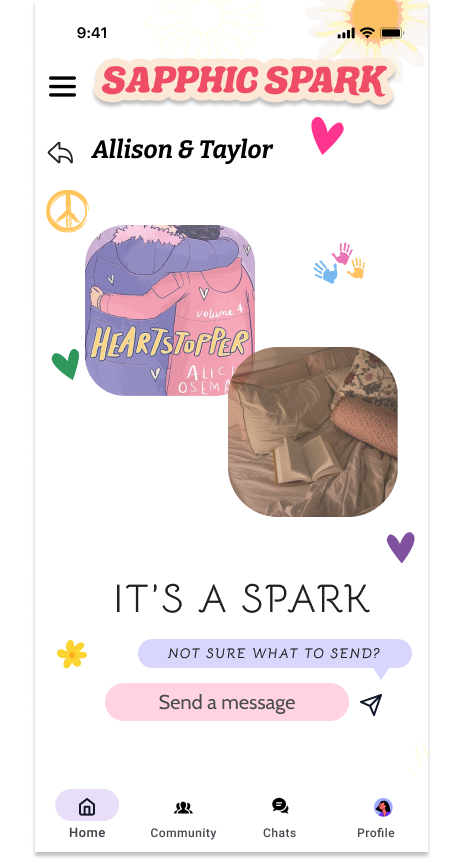 9:41
SAPPHIC SPARK
Allison & Taylor
volume 4
HEARTSTOPPER
ALICE
OSEMA
IT'S A SPARK
NOT SURE WHAT TO SEND?
Send a message
Home
Community
Chats
Profile